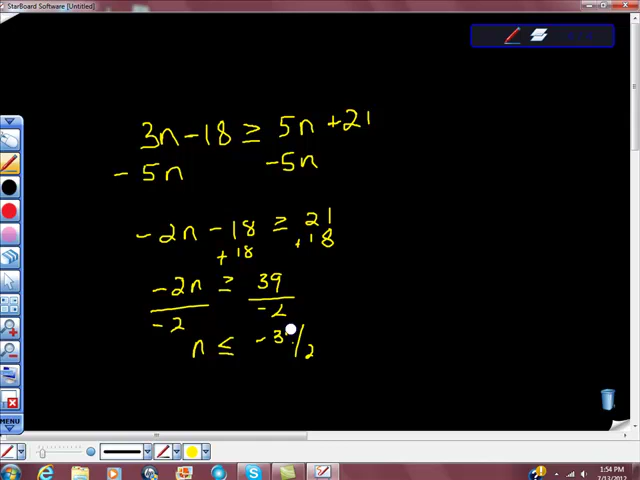 StarBoard Software [Untitled]
3n - 18 ≥ 5n + 21
- 5n - 5n
- 2n - 18 ≥ 21
+ 18 + 18
- 2n ≥ 39
- 2 - 2
n ≤ /2
MENU
1:54 PM
7/13/2012